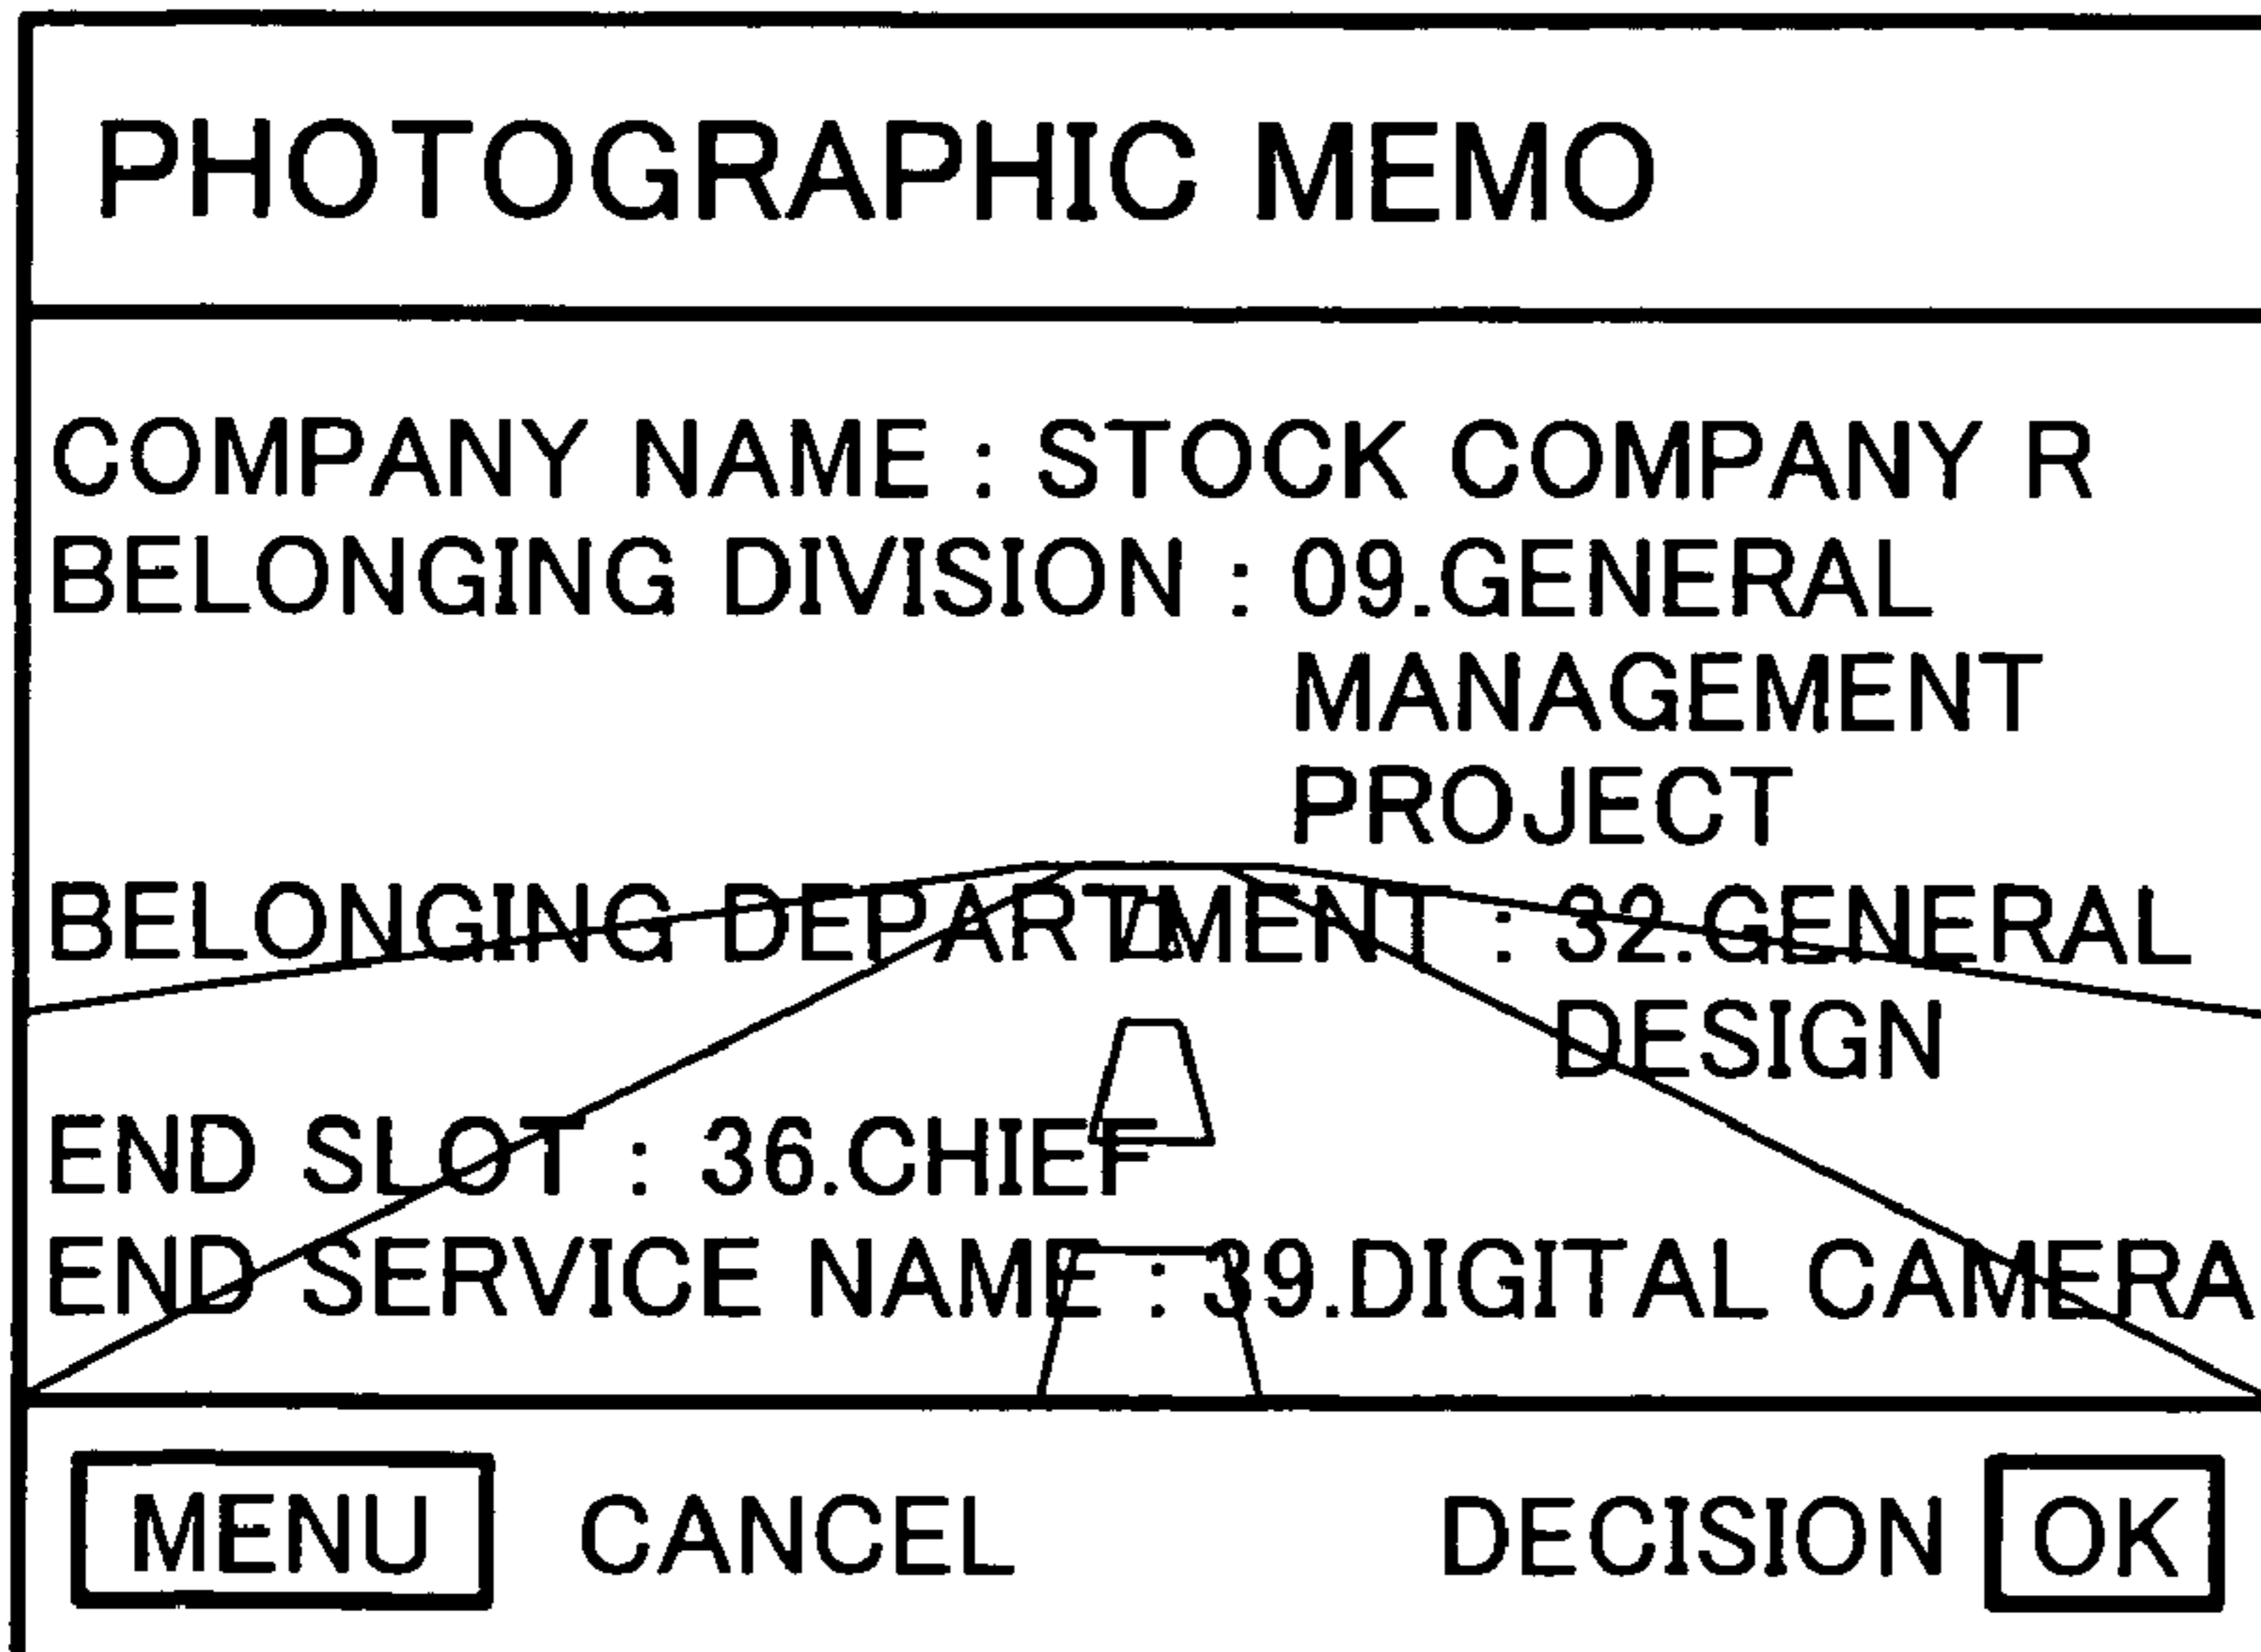 PHOTOGRAPHIC MEMO
COMPANY NAME : STOCK COMPANY R
BELONGING DIVISION : 09.GENERAL
MANAGEMENT
PROJECT
BELONGING DEPARTMENT : 32.GENERAL
DESIGN
END SLOT : 36.CHIEF
END SERVICE NAME : 39.DIGITAL CAMERA
MENU CANCEL DECISION OK